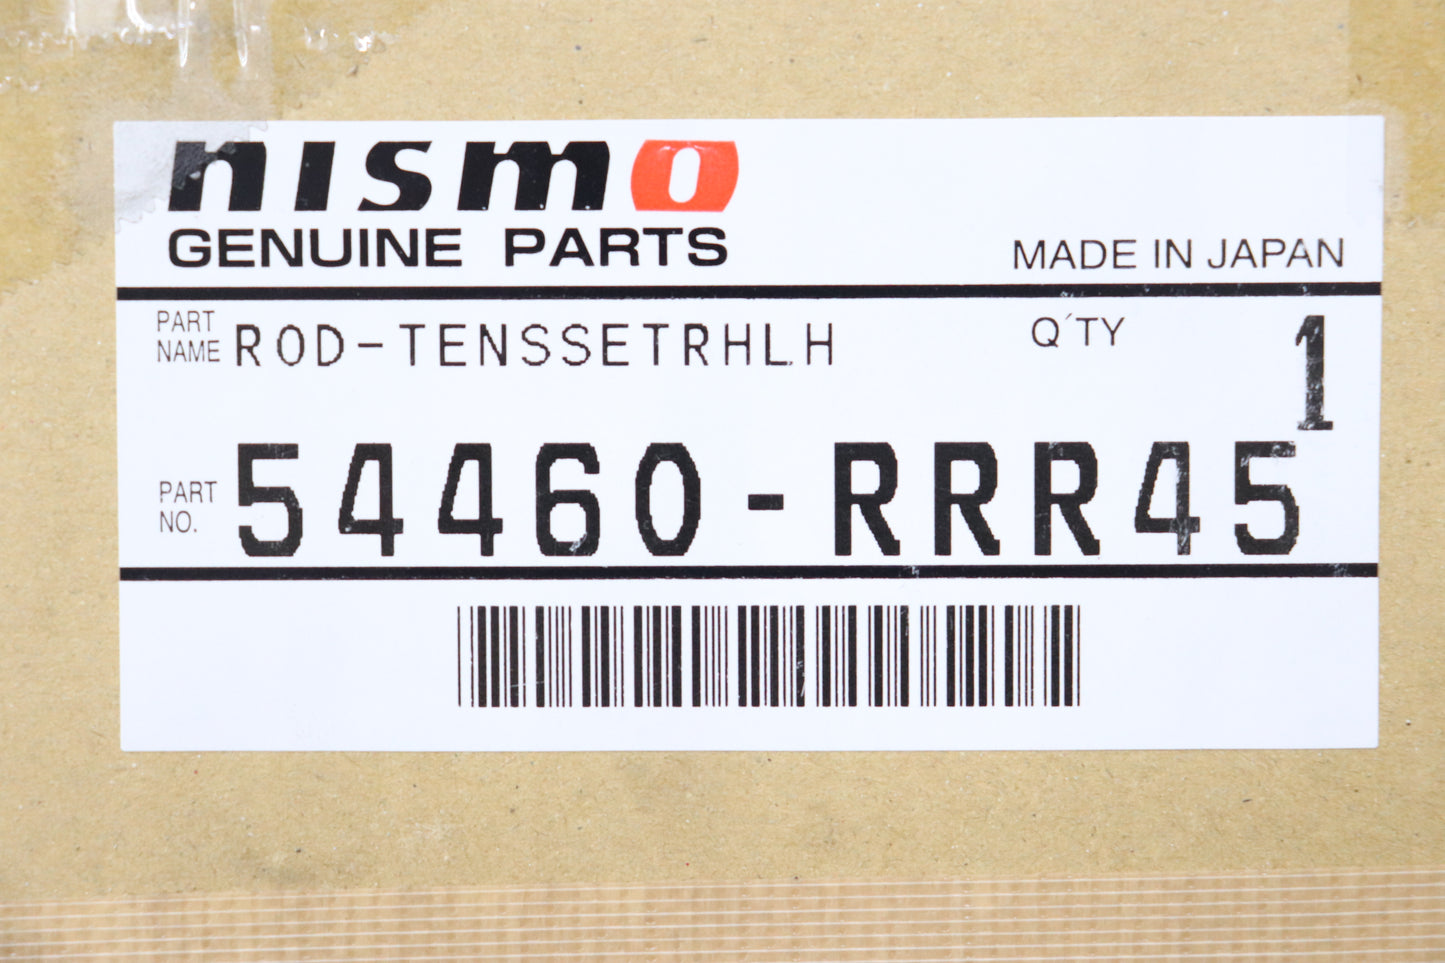 nismo
GENUINE PARTS
MADE IN JAPAN
PART NAME ROD-TENSSETRHLH
Q'TY 1
PART NO. 54460-RRR45